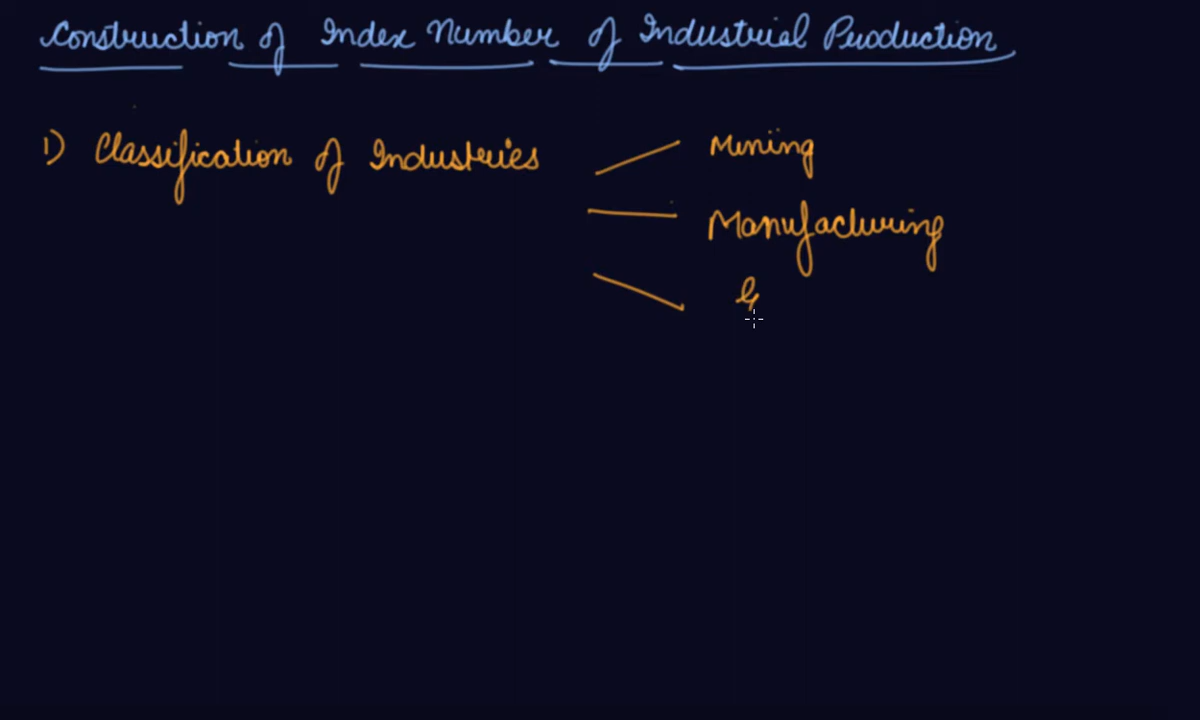 Construction of Index Number of Industrial Production
1) Classification of Industries
Mining
Manufacturing